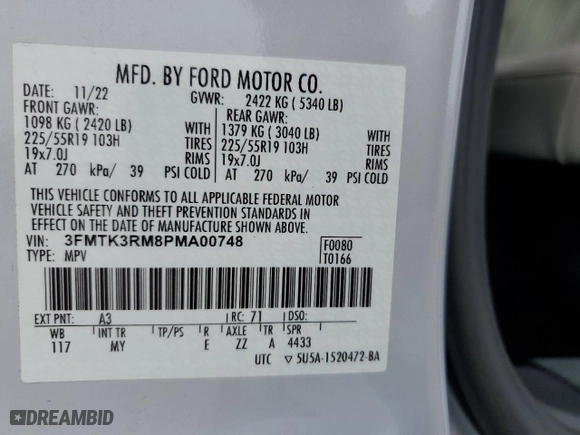 MFD. BY FORD MOTOR CO.
DATE: 11/22 GVWR: 2422 KG ( 5340 LB)
FRONT GAWR: REAR GAWR:
1098 KG ( 2420 LB) WITH 1379 KG ( 3040 LB) WITH
225/55R19 103H TIRES 225/55R19 103H TIRES
19x7.0J RIMS 19x7.0J RIMS
AT 270 kPa/ 39 PSI COLD AT 270 kPa/ 39 PSI COLD
THIS VEHICLE CONFORMS TO ALL APPLICABLE FEDERAL MOTOR
VEHICLE SAFETY AND THEFT PREVENTION STANDARDS IN
EFFECT ON THE DATE OF MANUFACTURE SHOWN ABOVE.
VIN: 3FMTK3RM8PMA00748 F0080
TYPE: MPV T0166
EXT PNT: A3 RC: 71 DSO:
WB INT TR TP/PS R AXLE TR SPR
117 MY E ZZ A 4433
UTC ▽ 5U5A-1520472-BA
DREAMBID